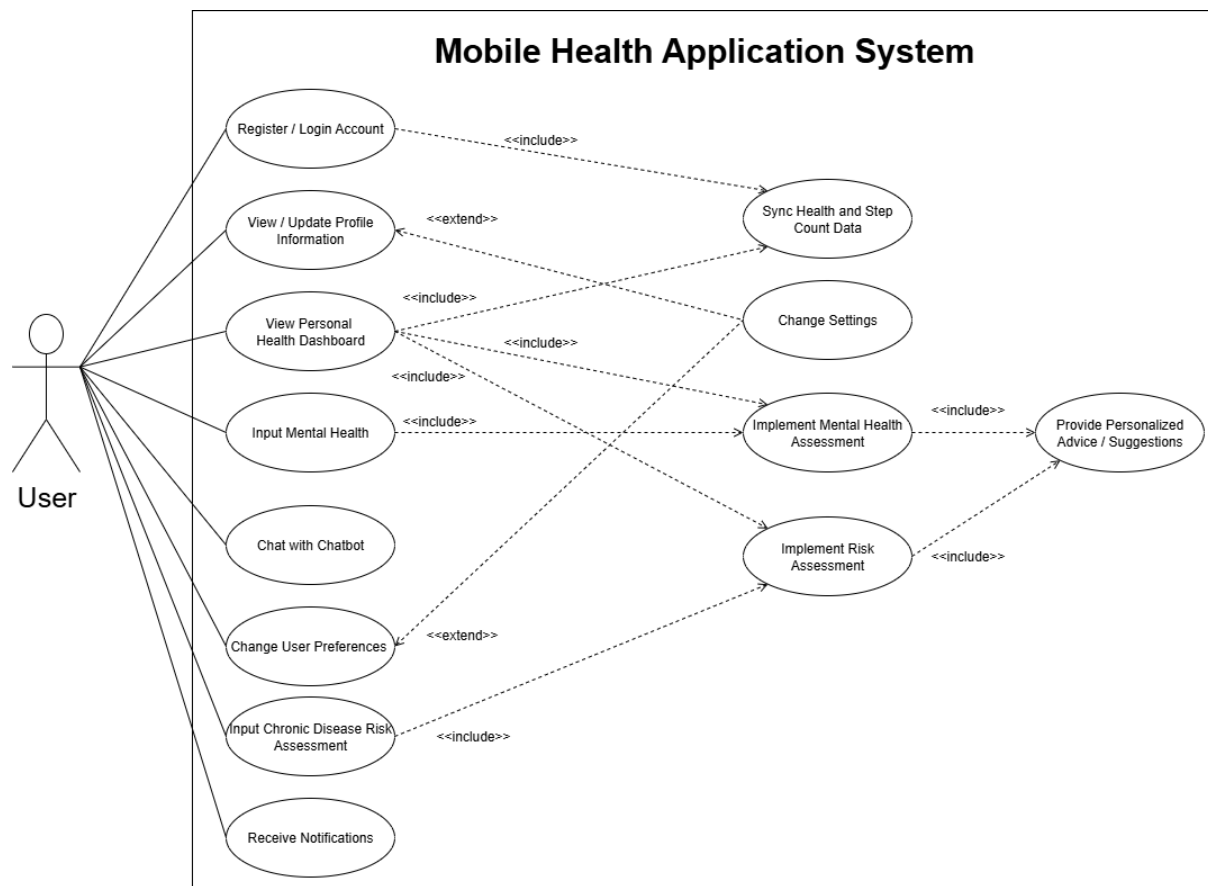 Mobile Health Application System
Register / Login Account
<<include>>
Sync Health and Step
Count Data
View / Update Profile
Information
<<extend>>
<<include>>
View Personal
Health Dashboard
Change Settings
<<include>>
<<include>>
Input Mental Health
<<include>>
Implement Mental Health
Assessment
<<include>>
Provide Personalized
Advice / Suggestions
User
Chat with Chatbot
Implement Risk
Assessment
<<include>>
Change User Preferences
<<extend>>
Input Chronic Disease Risk
Assessment
<<include>>
Receive Notifications